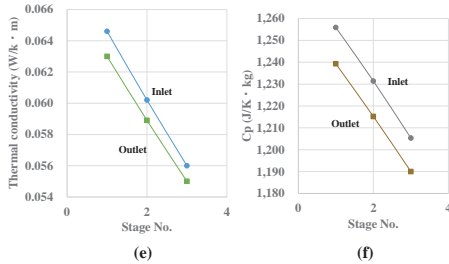 Thermal conductivity (W/k・m)
0.066
0.064
0.062
0.060
0.058
0.056
0.054
Inlet
Outlet
0 2 4
Stage No.
(e)
Cp (J/K・kg)
1,260
1,250
1,240
1,230
1,220
1,210
1,200
1,190
1,180
Inlet
Outlet
0 2 4
Stage No.
(f)